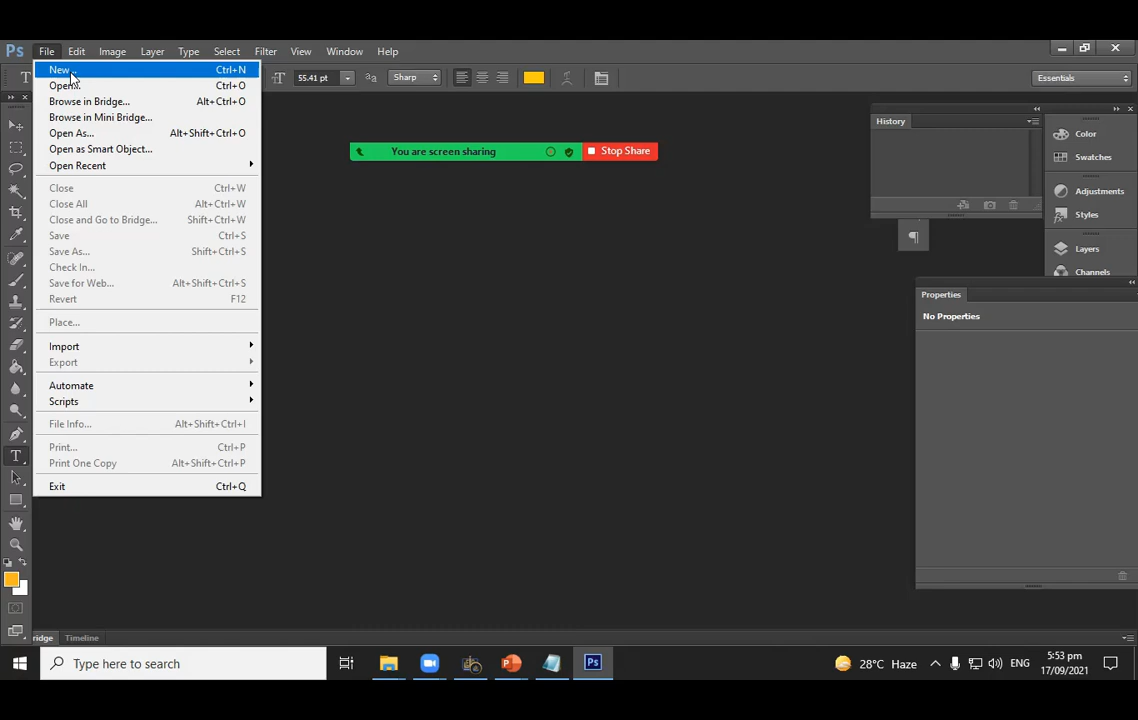 Ps File Edit Image Layer Type Select Filter View Window Help
T 55.41 pt aa Sharp Essentials
New... Ctrl+N
Open... Ctrl+O
Browse in Bridge... Alt+Ctrl+O
Browse in Mini Bridge...
Open As... Alt+Shift+Ctrl+O
Open as Smart Object...
Open Recent
Close Ctrl+W
Close All Alt+Ctrl+W
Close and Go to Bridge... Shift+Ctrl+W
Save Ctrl+S
Save As... Shift+Ctrl+S
Check In...
Save for Web... Alt+Shift+Ctrl+S
Revert F12
Place...
Import
Export
Automate
Scripts
File Info... Alt+Shift+Ctrl+I
Print... Ctrl+P
Print One Copy Alt+Shift+Ctrl+P
Exit Ctrl+Q
You are screen sharing Stop Share
History
Color
Swatches
Adjustments
Styles
Layers
Channels
Properties
No Properties
ridge Timeline
Type here to search
Ps
28°C Haze
ENG
5:53 pm
17/09/2021